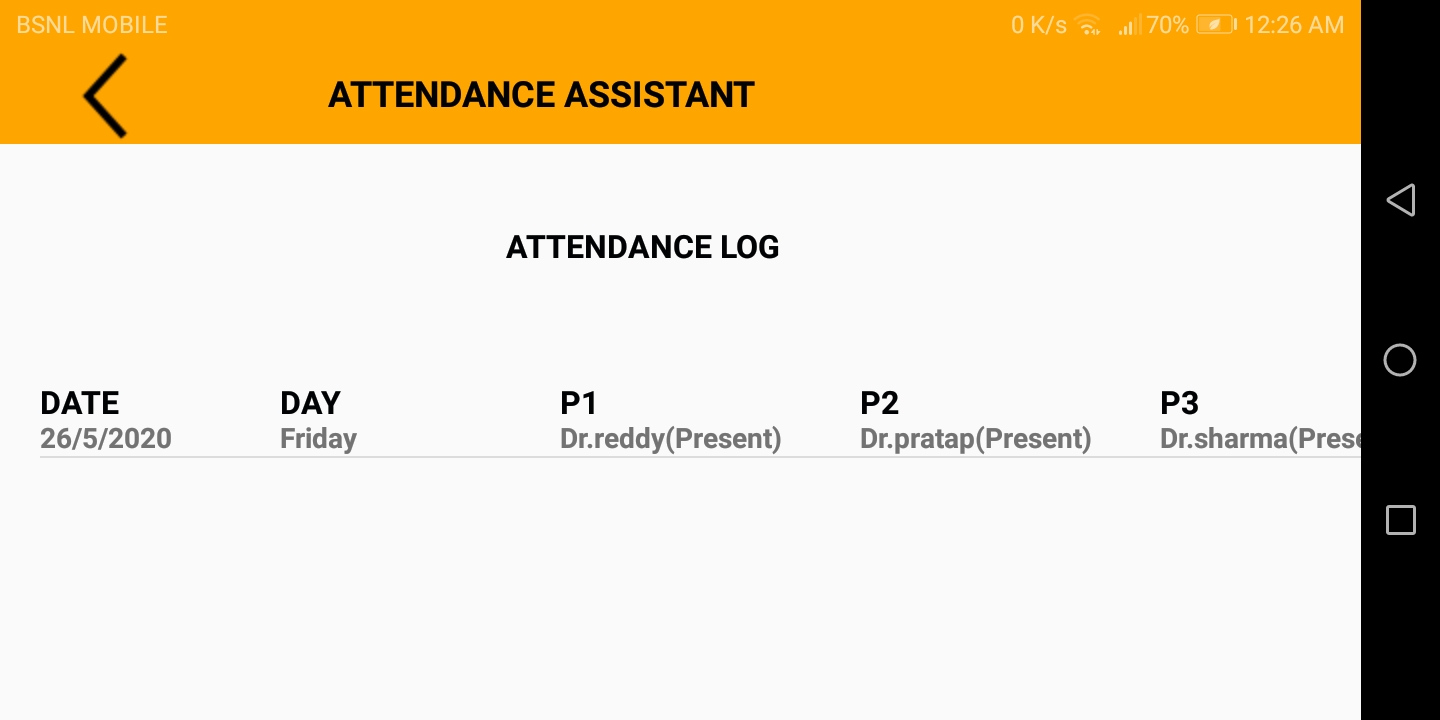 BSNL MOBILE 0 K/s 70% 12:26 AM
ATTENDANCE ASSISTANT
ATTENDANCE LOG
DATE DAY P1 P2 P3
26/5/2020 Friday Dr.reddy(Present) Dr.pratap(Present) Dr.sharma(Prese